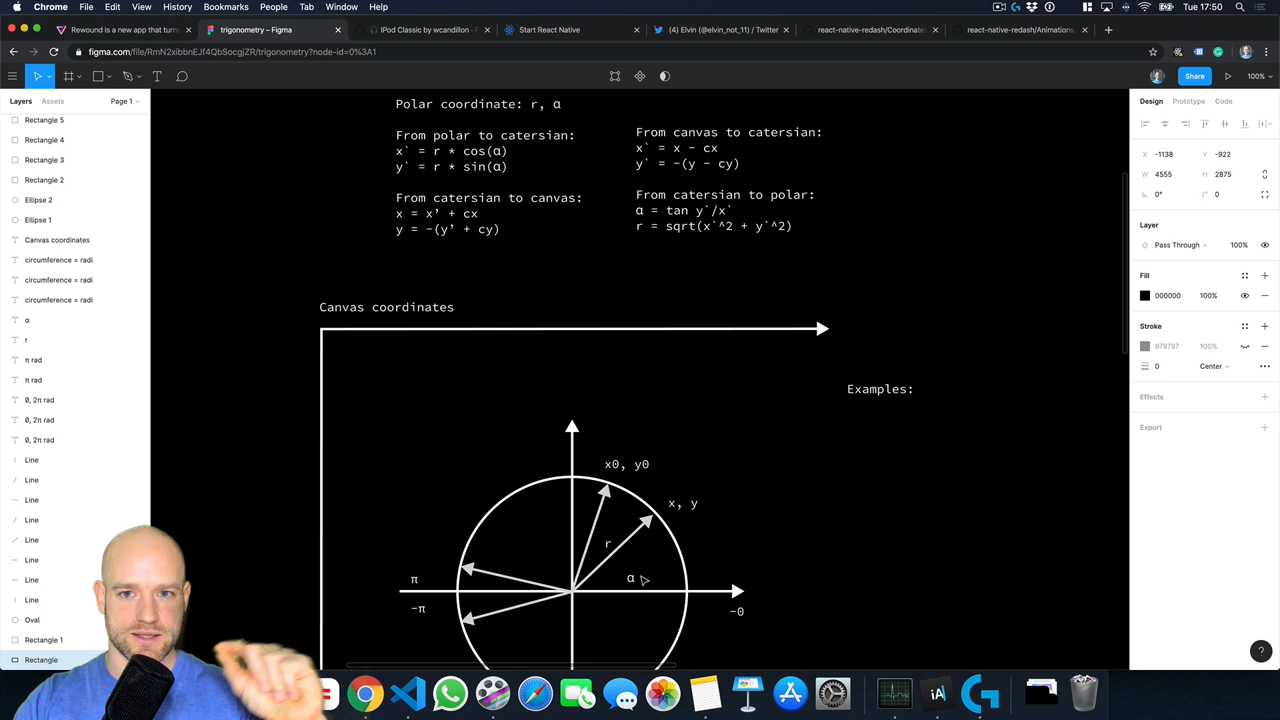 Chrome File Edit View History Bookmarks People Tab Window Help
100% Tue 17:50
Rewound is a new app that turns
trigonometry – Figma
IPod Classic by wcandillon · Pe
Start React Native
(4) Elvin (@elvin_not_11) / Twitter
react-native-redash/Coordinates
react-native-redash/Animations.
figma.com/file/RmN2xibbnEJf4QbSocgjZR/trigonometry?node-id=0%3A1
Share
100%
Layers Assets Page 1
Rectangle 5
Rectangle 4
Rectangle 3
Rectangle 2
Ellipse 2
Ellipse 1
Canvas coordinates
circumference = radi
circumference = radi
circumference = radi
α
r
π rad
π rad
0, 2π rad
0, 2π rad
0, 2π rad
Line
Line
Line
Line
Line
Line
Line
Line
Oval
Rectangle 1
Rectangle
Polar coordinate: r, α
From polar to catersian:
x` = r * cos(α)
y` = r * sin(α)
From catersian to canvas:
x = x’ + cx
y = -(y’ + cy)
From canvas to catersian:
x` = x - cx
y` = -(y - cy)
From catersian to polar:
α = tan y`/x`
r = sqrt(x`^2 + y`^2)
Canvas coordinates
Examples:
x0, y0
x, y
r
α
π
-π
-0
Design Prototype Code
X -1138 Y -922
W 4555 H 2875
0° 0
Layer
Pass Through 100%
Fill
000000 100%
Stroke
979797 100%
0 Center
Effects
Export
?
iA